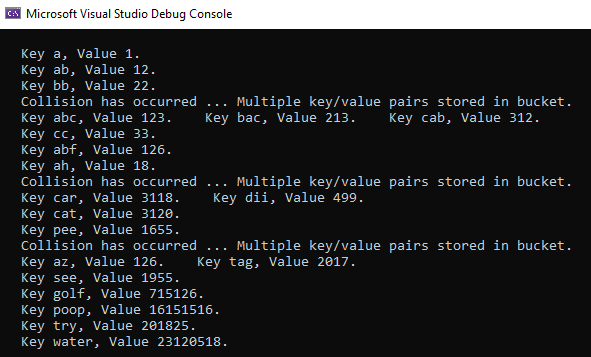 Microsoft Visual Studio Debug Console
Key a, Value 1.
Key ab, Value 12.
Key bb, Value 22.
Collision has occurred ... Multiple key/value pairs stored in bucket.
Key abc, Value 123.    Key bac, Value 213.    Key cab, Value 312.
Key cc, Value 33.
Key abf, Value 126.
Key ah, Value 18.
Collision has occurred ... Multiple key/value pairs stored in bucket.
Key car, Value 3118.    Key dii, Value 499.
Key cat, Value 3120.
Key pee, Value 1655.
Collision has occurred ... Multiple key/value pairs stored in bucket.
Key az, Value 126.    Key tag, Value 2017.
Key see, Value 1955.
Key golf, Value 715126.
Key poop, Value 16151516.
Key try, Value 201825.
Key water, Value 23120518.